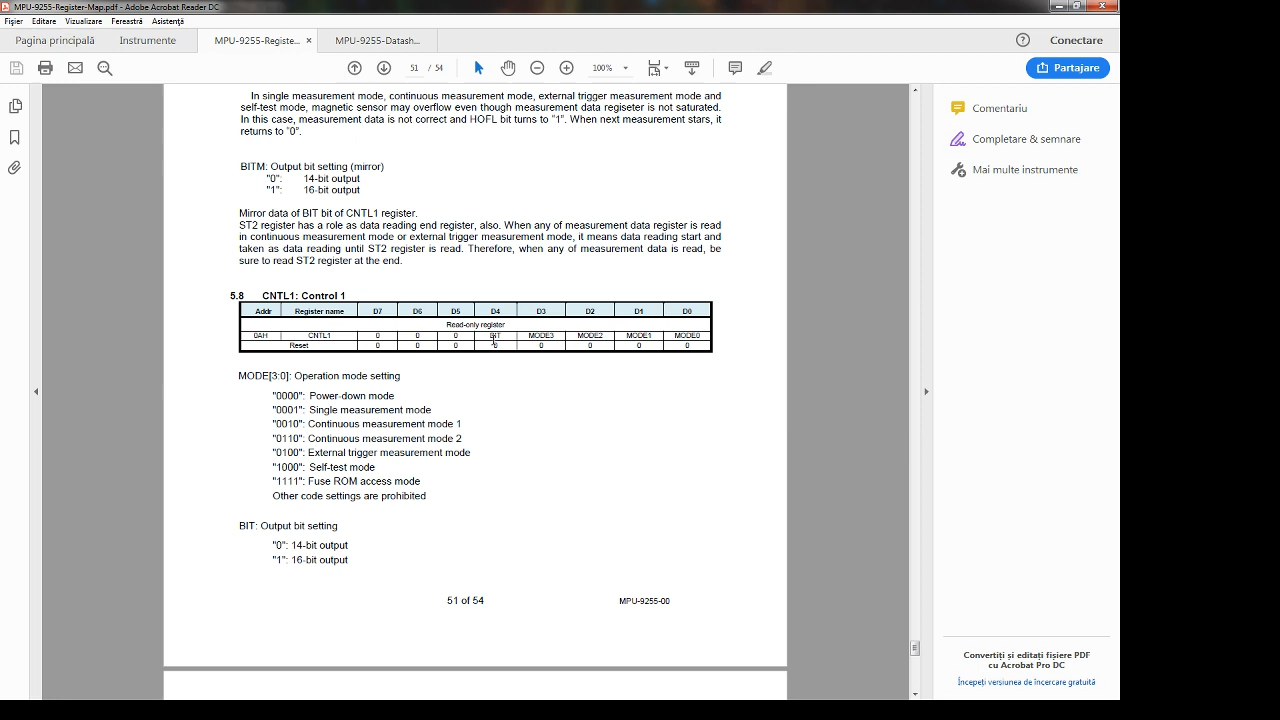 MPU-9255-Register-Map.pdf - Adobe Acrobat Reader DC
Fișier Editare Vizualizare Fereastră Asistență
Pagina principală Instrumente MPU-9255-Registe... × MPU-9255-Datash... ? Conectare
51 / 54 100% Partajare
In single measurement mode, continuous measurement mode, external trigger measurement mode and
self-test mode, magnetic sensor may overflow even though measurement data regiseter is not saturated.
In this case, measurement data is not correct and HOFL bit turns to "1". When next measurement stars, it
returns to "0".
BITM: Output bit setting (mirror)
"0": 14-bit output
"1": 16-bit output
Mirror data of BIT bit of CNTL1 register.
ST2 register has a role as data reading end register, also. When any of measurement data register is read
in continuous measurement mode or external trigger measurement mode, it means data reading start and
taken as data reading until ST2 register is read. Therefore, when any of measurement data is read, be
sure to read ST2 register at the end.
5.8 CNTL1: Control 1
Addr Register name D7 D6 D5 D4 D3 D2 D1 D0
Read-only register
0AH CNTL1 0 0 0 BIT MODE3 MODE2 MODE1 MODE0
Reset 0 0 0 0 0 0 0 0
MODE[3:0]: Operation mode setting
"0000": Power-down mode
"0001": Single measurement mode
"0010": Continuous measurement mode 1
"0110": Continuous measurement mode 2
"0100": External trigger measurement mode
"1000": Self-test mode
"1111": Fuse ROM access mode
Other code settings are prohibited
BIT: Output bit setting
"0": 14-bit output
"1": 16-bit output
51 of 54 MPU-9255-00
Comentariu
Completare & semnare
Mai multe instrumente
Convertiți și editați fișiere PDF
cu Acrobat Pro DC
Începeți versiunea de încercare gratuită